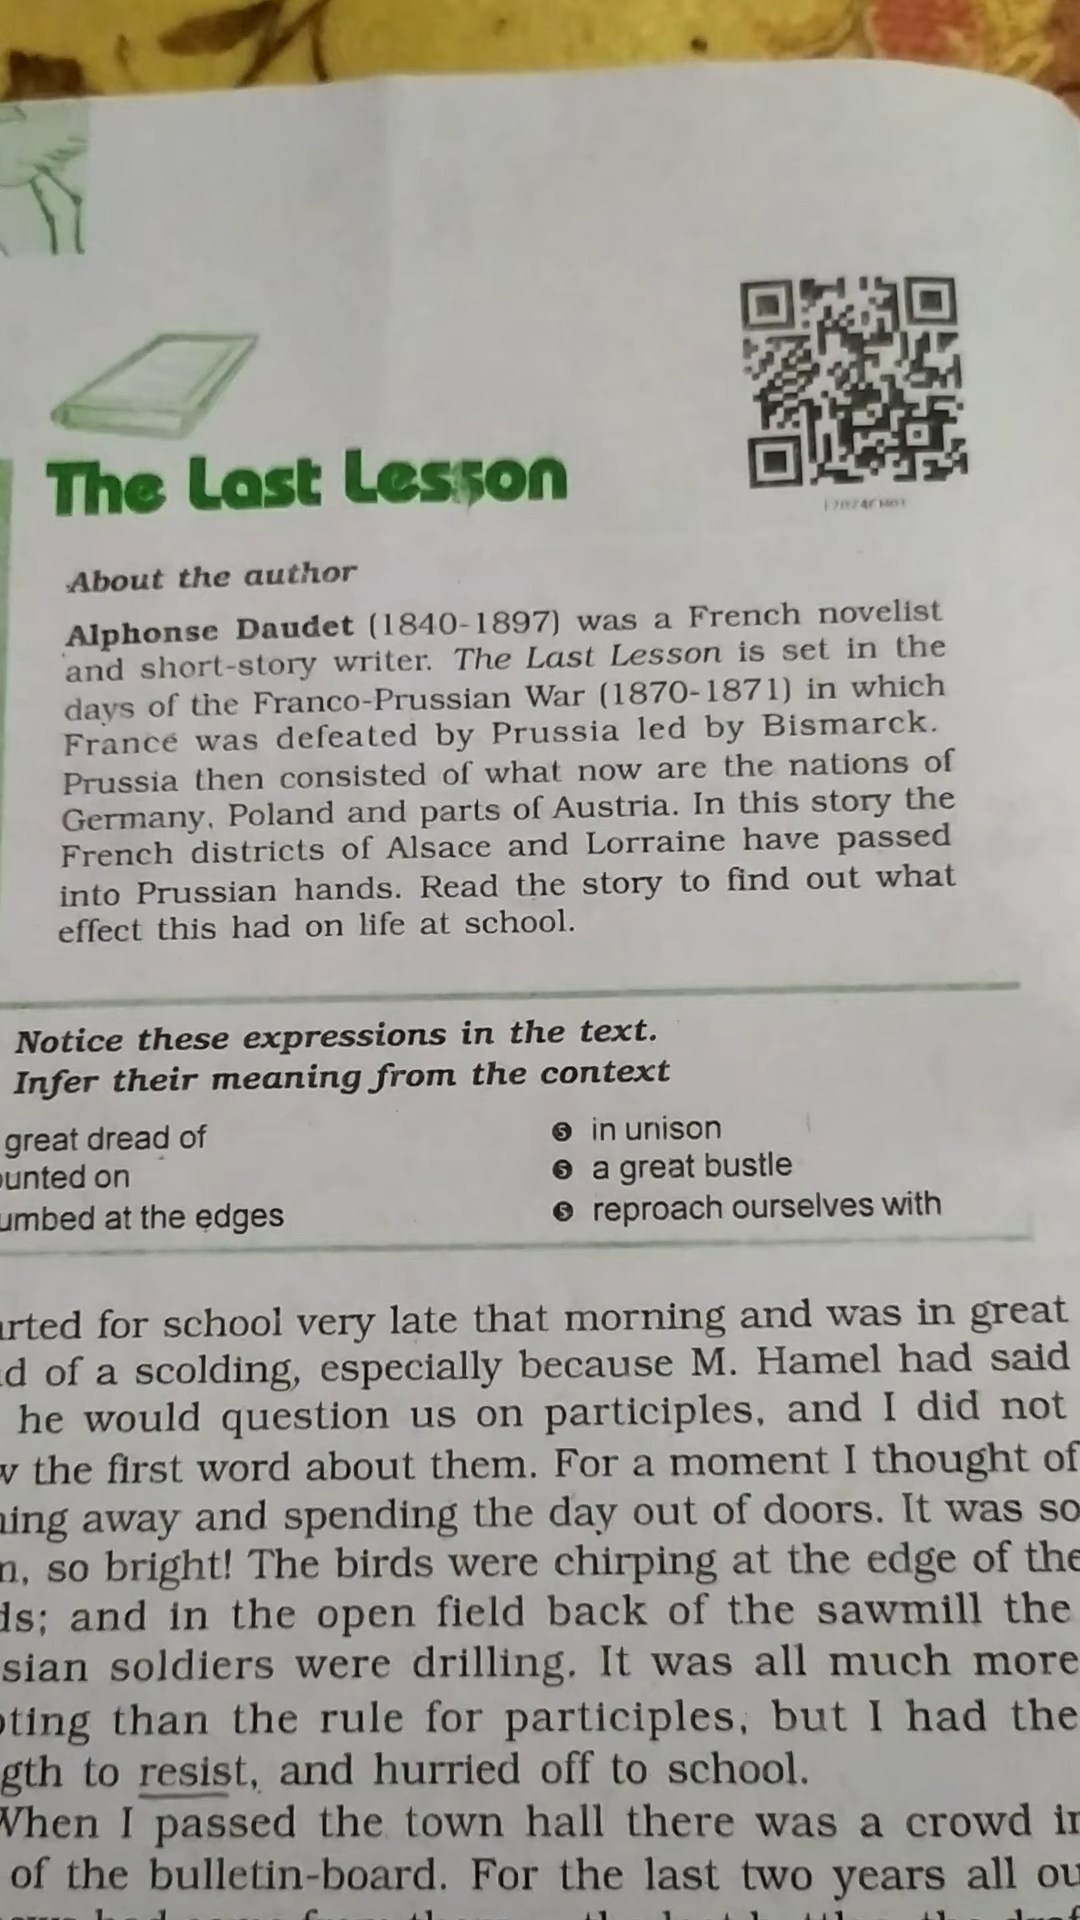 The Last Lesson
About the author
Alphonse Daudet (1840-1897) was a French novelist
and short-story writer. The Last Lesson is set in the
days of the Franco-Prussian War (1870-1871) in which
France was defeated by Prussia led by Bismarck.
Prussia then consisted of what now are the nations of
Germany, Poland and parts of Austria. In this story the
French districts of Alsace and Lorraine have passed
into Prussian hands. Read the story to find out what
effect this had on life at school.
Notice these expressions in the text.
Infer their meaning from the context
great dread of
ounted on
umbed at the edges
in unison
a great bustle
reproach ourselves with
arted for school very late that morning and was in great
d of a scolding, especially because M. Hamel had said
he would question us on participles, and I did not
w the first word about them. For a moment I thought of
ning away and spending the day out of doors. It was so
m, so bright! The birds were chirping at the edge of the
ds; and in the open field back of the sawmill the
sian soldiers were drilling. It was all much more
pting than the rule for participles, but I had the
gth to resist, and hurried off to school.
When I passed the town hall there was a crowd in
of the bulletin-board. For the last two years all ou